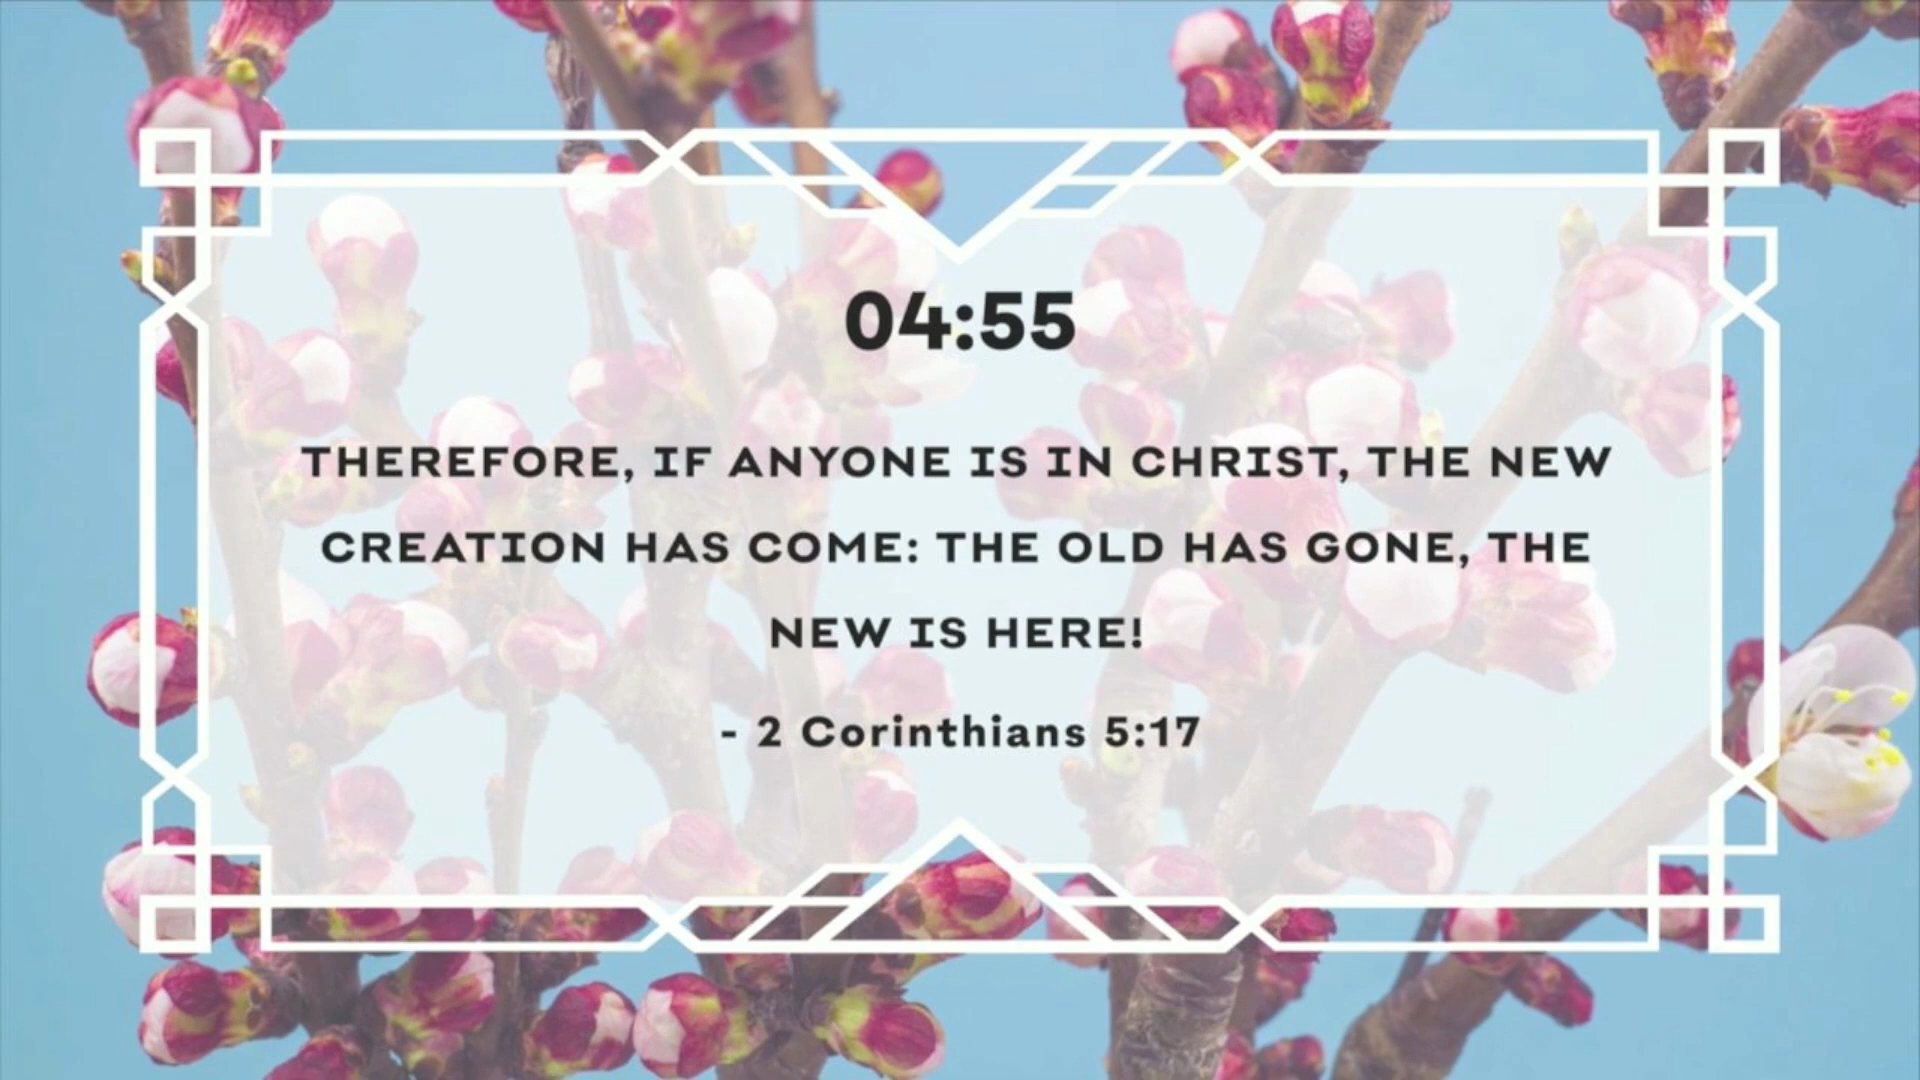 04:55
THEREFORE, IF ANYONE IS IN CHRIST, THE NEW
CREATION HAS COME: THE OLD HAS GONE, THE
NEW IS HERE!
- 2 Corinthians 5:17